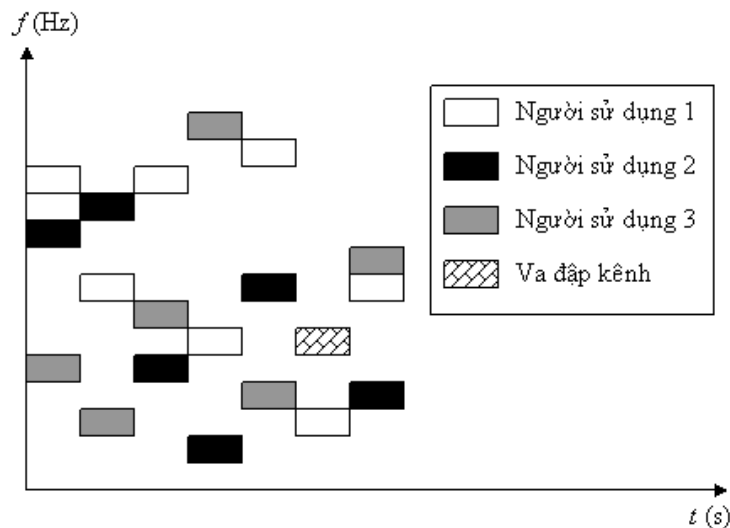 f (Hz)
Người sử dụng 1
Người sử dụng 2
Người sử dụng 3
Va đập kênh
t (s)